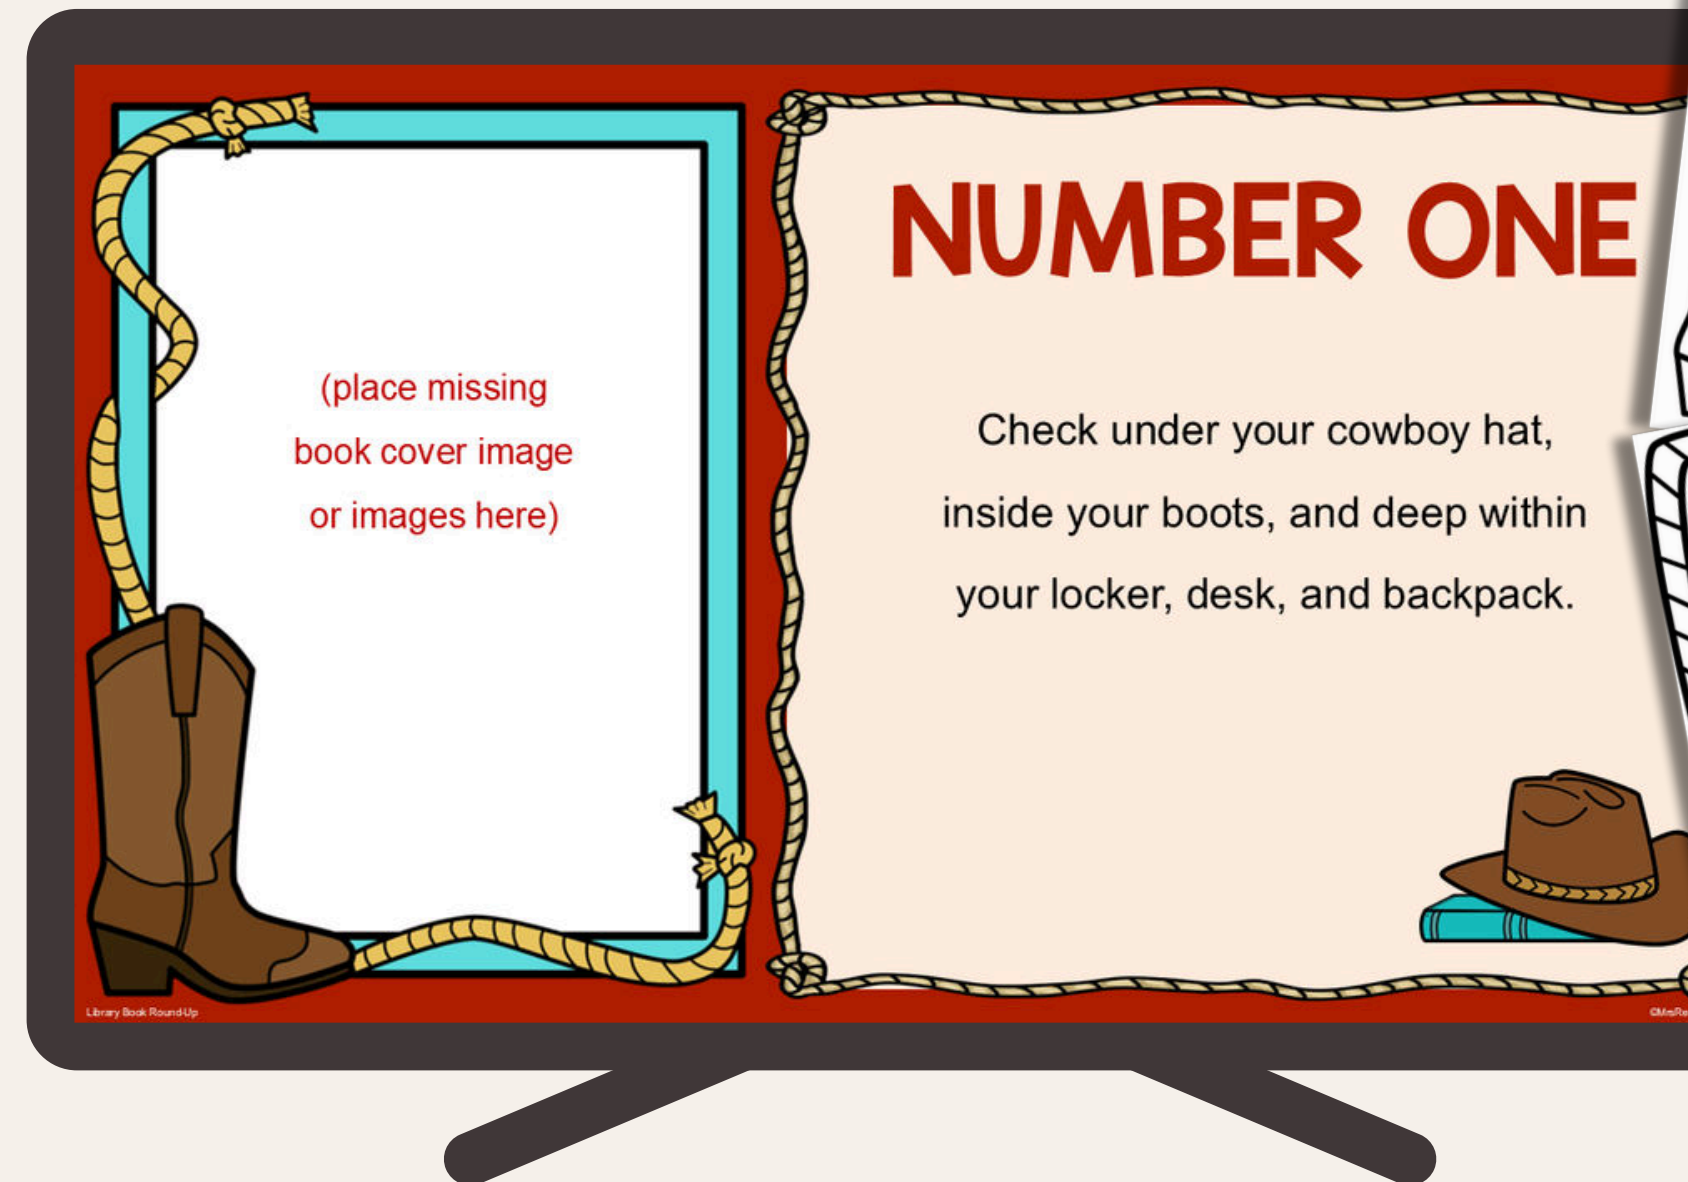 (place missing
book cover image
or images here)
NUMBER ONE
Check under your cowboy hat,
inside your boots, and deep within
your locker, desk, and backpack.
Library Book Round-Up